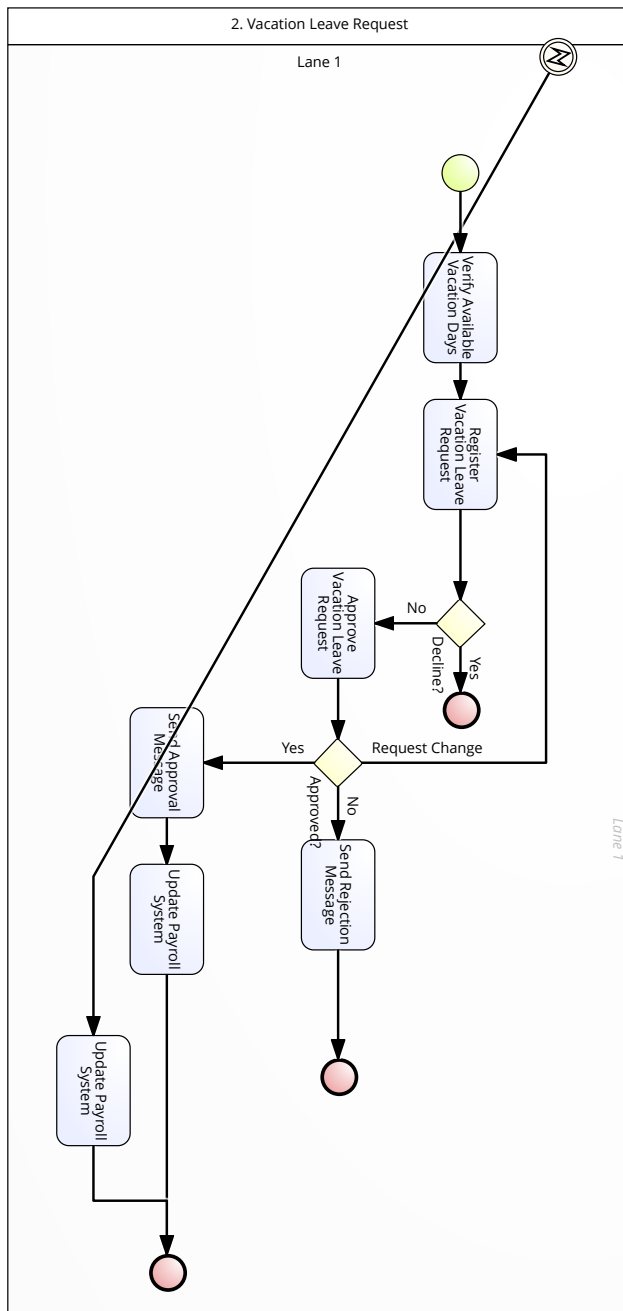 2. Vacation Leave Request
Lane 1
Verify Available
Vacation Days
Register
Vacation Leave
Request
Approve
Vacation Leave
Request
No
Decline?
Yes
Send Approval
Message
Yes
Request Change
Approved?
No
Lane 1
Send Rejection
Message
Update Payroll
System
Update Payroll
System